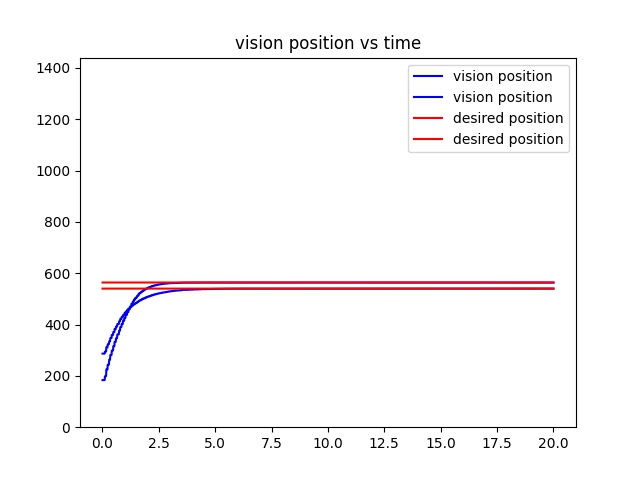 vision position vs time
1400
1200
1000
800
600
400
200
0
0.0 2.5 5.0 7.5 10.0 12.5 15.0 17.5 20.0
vision position
vision position
desired position
desired position